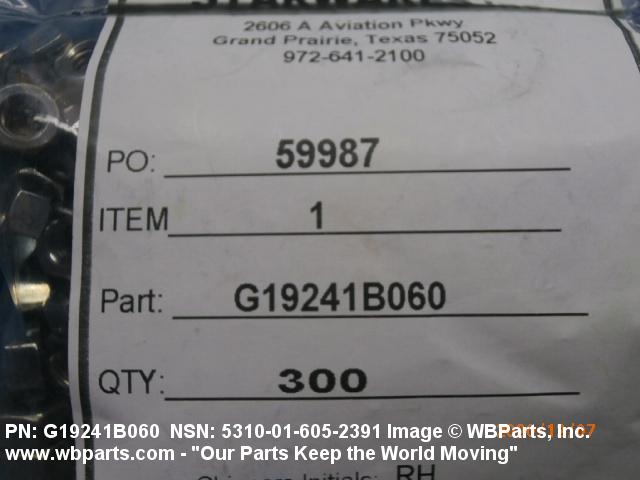 2606 A Aviation Pkwy
Grand Prairie, Texas 75052
972-641-2100
PO: 59987
ITEM 1
Part: G19241B060
QTY: 300
PN: G19241B060 NSN: 5310-01-605-2391 Image © WBParts, Inc.
www.wbparts.com - "Our Parts Keep the World Moving"
RH